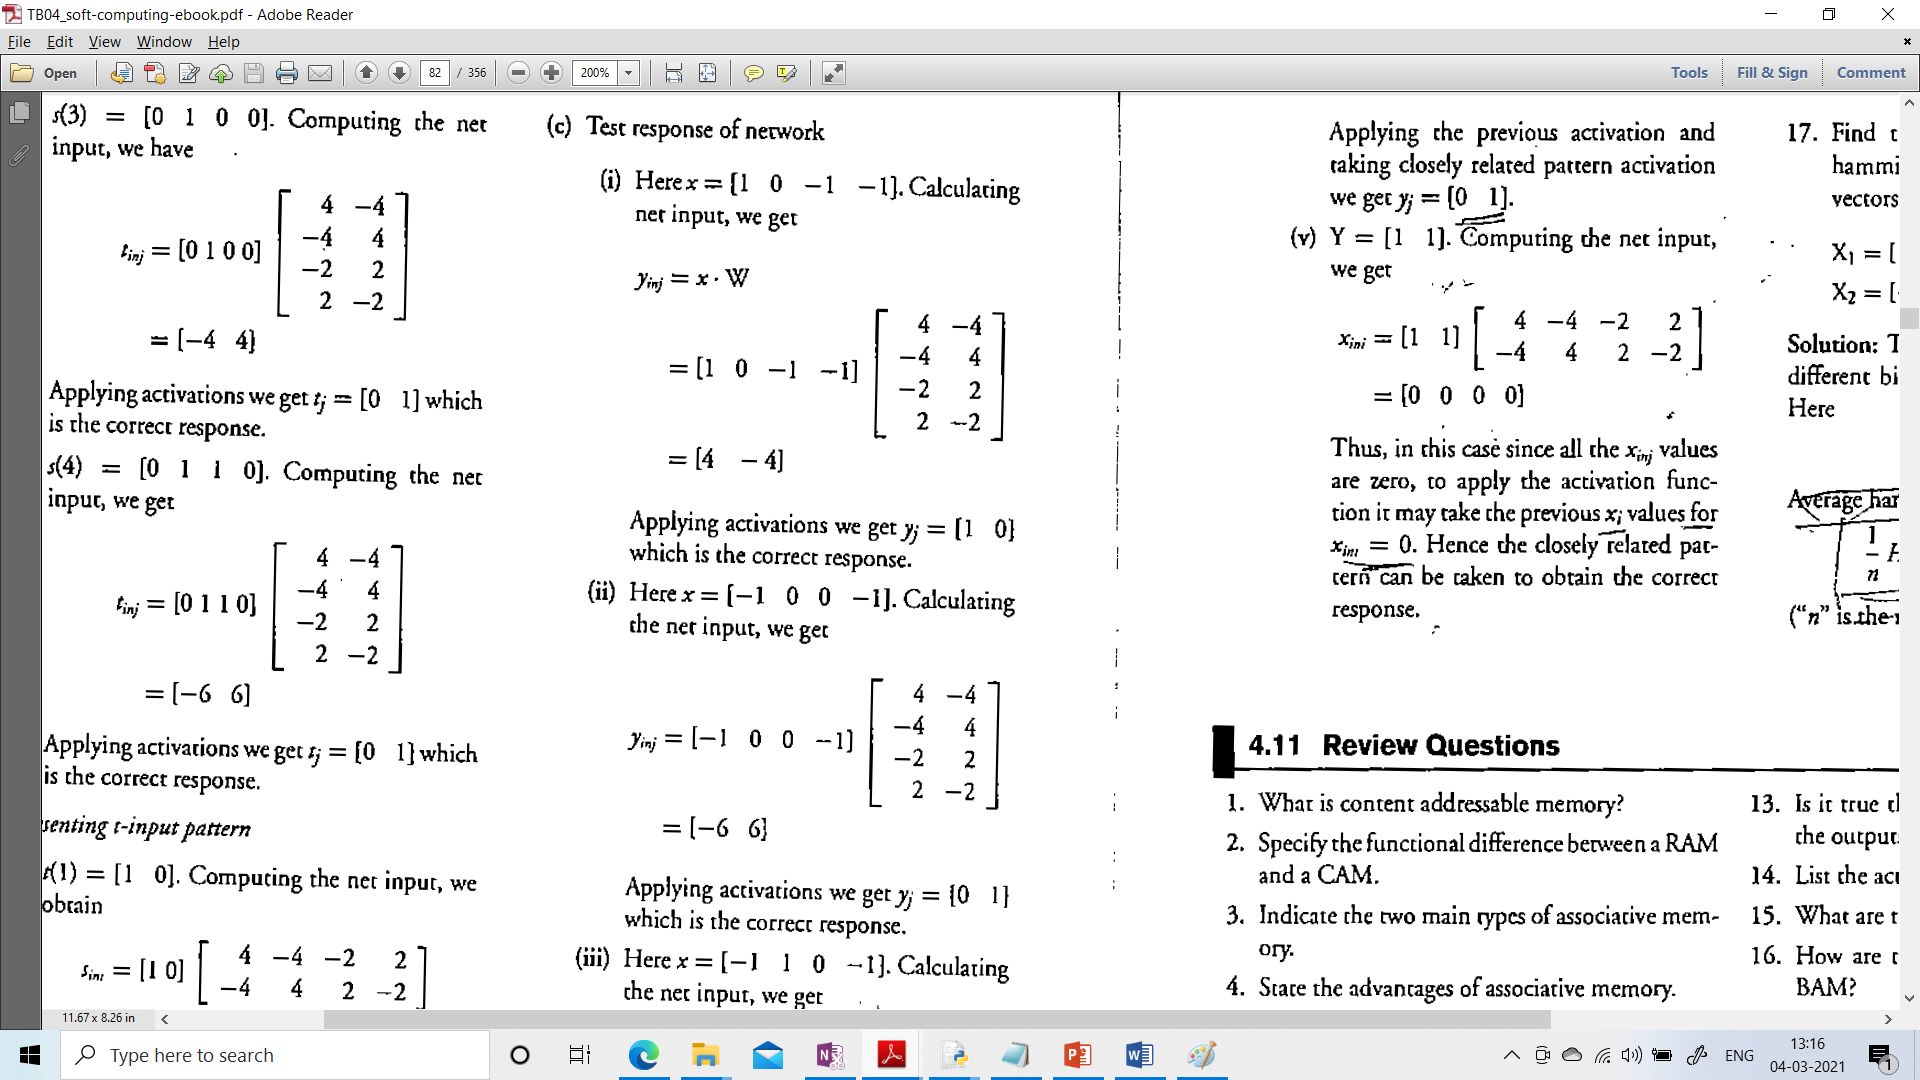 TB04_soft-computing-ebook.pdf - Adobe Reader
File Edit View Window Help
Open 82 / 356 200% Tools Fill & Sign Comment
s(3) = [0 1 0 0]. Computing the net
input, we have
t_inj = [0 1 0 0] [ 4 −4
−4 4
−2 2
2 −2 ]
= [−4 4]
Applying activations we get t_j = [0 1] which
is the correct response.
s(4) = [0 1 1 0]. Computing the net
input, we get
t_inj = [0 1 1 0] [ 4 −4
−4 4
−2 2
2 −2 ]
= [−6 6]
Applying activations we get t_j = [0 1] which
is the correct response.
senting t-input pattern
t(1) = [1 0]. Computing the net input, we
obtain
s_ini = [1 0] [ 4 −4 −2 2
−4 4 2 −2 ]
(c) Test response of network
(i) Here x = [1 0 −1 −1]. Calculating
net input, we get
y_inj = x · W
= [1 0 −1 −1] [ 4 −4
−4 4
−2 2
2 −2 ]
= [4 −4]
Applying activations we get y_j = [1 0]
which is the correct response.
(ii) Here x = [−1 0 0 −1]. Calculating
the net input, we get
y_inj = [−1 0 0 −1] [ 4 −4
−4 4
−2 2
2 −2 ]
= [−6 6]
Applying activations we get y_j = [0 1]
which is the correct response.
(iii) Here x = [−1 1 0 −1]. Calculating
the net input, we get
Applying the previous activation and
taking closely related pattern activation
we get y_j = [0 1].
(v) Y = [1 1]. Computing the net input,
we get
x_ini = [1 1] [ 4 −4 −2 2
−4 4 2 −2 ]
= [0 0 0 0]
Thus, in this case since all the x_inj values
are zero, to apply the activation func-
tion it may take the previous x_i values for
x_ini = 0. Hence the closely related pat-
tern can be taken to obtain the correct
response.
17. Find t
hammi
vectors
X1 = [
X2 = [-
Solution: T
different bi
Here
Average ham
1
n
("n" is the
4.11 Review Questions
1. What is content addressable memory?
2. Specify the functional difference between a RAM
and a CAM.
3. Indicate the two main types of associative mem-
ory.
4. State the advantages of associative memory.
13. Is it true t
the output
14. List the act
15. What are t
16. How are t
BAM?
11.67 x 8.26 in
Type here to search
ENG
13:16
04-03-2021
1